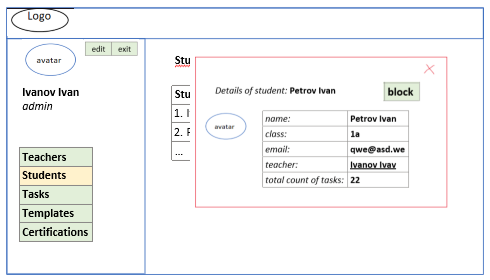 Logo
avatar
edit exit
Ivanov Ivan
admin
Teachers
Students
Tasks
Templates
Certifications
Stu
Stu
1. I
2. F
...
Details of student: Petrov Ivan
block
avatar
name: Petrov Ivan
class: 1a
email: qwe@asd.we
teacher: Ivanov Ivay
total count of tasks: 22